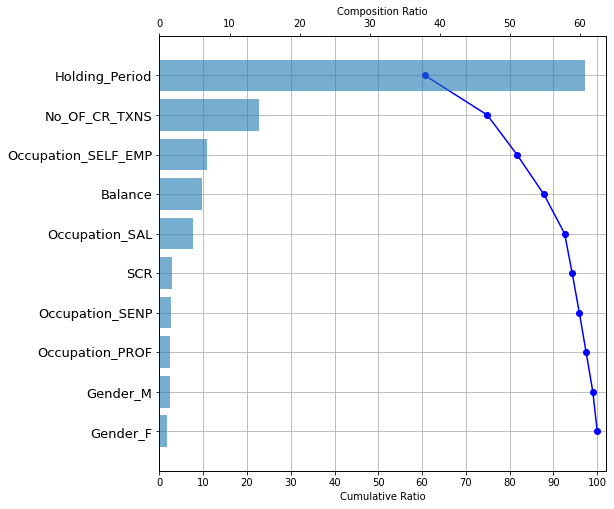 Composition Ratio
0 10 20 30 40 50 60
Holding_Period
No_OF_CR_TXNS
Occupation_SELF_EMP
Balance
Occupation_SAL
SCR
Occupation_SENP
Occupation_PROF
Gender_M
Gender_F
0 10 20 30 40 50 60 70 80 90 100
Cumulative Ratio